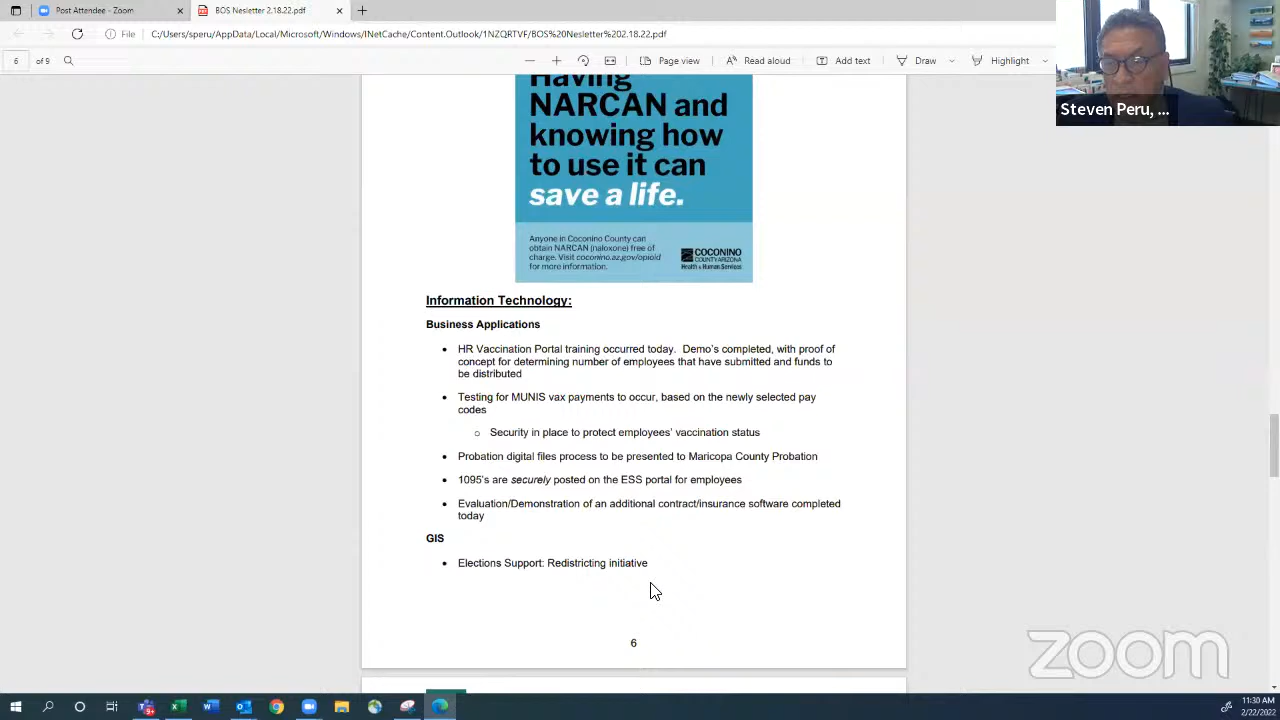 Post Attendee - Zoom
BOS Nesletter 2.18.22.pdf
File
C:/Users/speru/AppData/Local/Microsoft/Windows/INetCache/Content.Outlook/1NZQRTVF/BOS%20Nesletter%202.18.22.pdf
6 of 9
Page view
Read aloud
Add text
Draw
Highlight
Steven Peru, ...
Having
NARCAN and
knowing how
to use it can
save a life.
Anyone in Coconino County can
obtain NARCAN (naloxone) free of
charge. Visit coconino.az.gov/opioid
for more information.
COCONINO
COUNTY ARIZONA
Health & Human Services
Information Technology:
Business Applications
• HR Vaccination Portal training occurred today. Demo's completed, with proof of
concept for determining number of employees that have submitted and funds to
be distributed
• Testing for MUNIS vax payments to occur, based on the newly selected pay
codes
o Security in place to protect employees' vaccination status
• Probation digital files process to be presented to Maricopa County Probation
• 1095's are securely posted on the ESS portal for employees
• Evaluation/Demonstration of an additional contract/insurance software completed
today
GIS
• Elections Support: Redistricting initiative
6
zoom
11:30 AM
2/22/2022